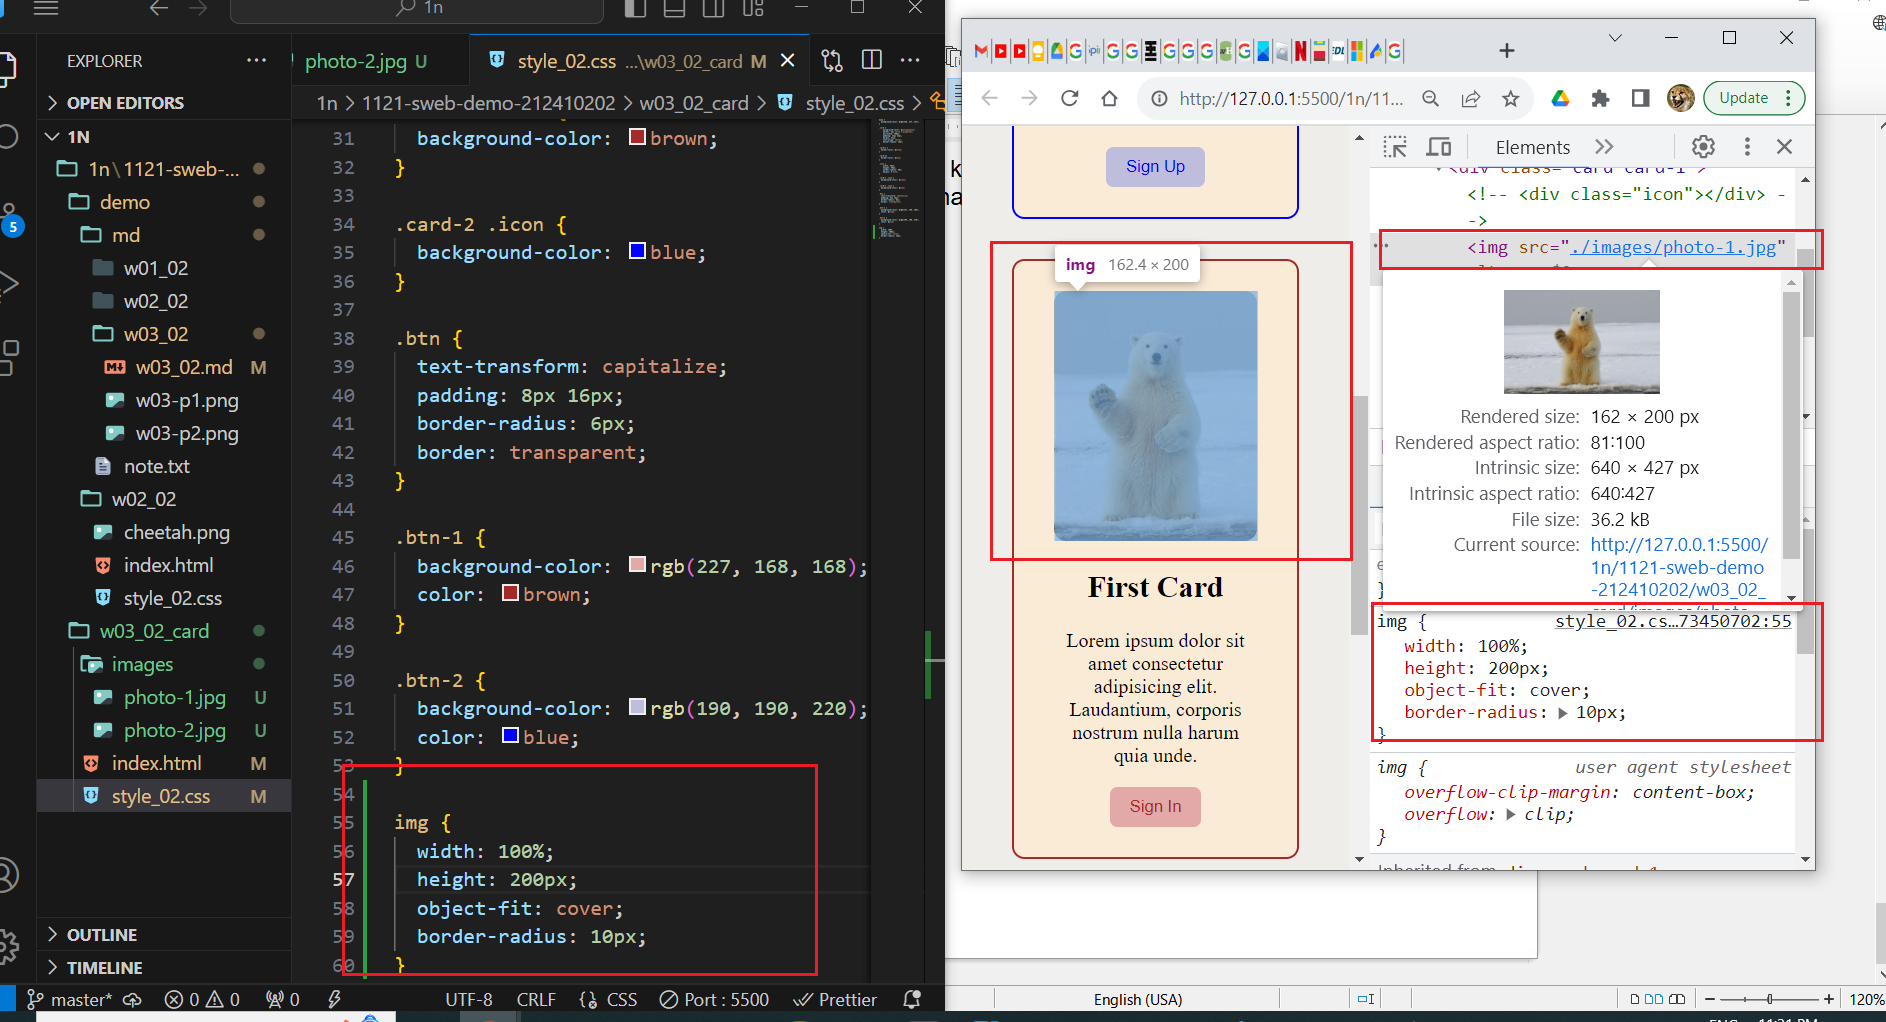 1n
EXPLORER
OPEN EDITORS
1N
1n\1121-sweb-...
demo
md
w01_02
w02_02
w03_02
w03_02.md M
w03-p1.png
w03-p2.png
note.txt
w02_02
cheetah.png
index.html
style_02.css
w03_02_card
images
photo-1.jpg U
photo-2.jpg U
index.html M
style_02.css M
OUTLINE
TIMELINE
5
photo-2.jpg U
style_02.css ...\w03_02_card M
1n > 1121-sweb-demo-212410202 > w03_02_card > style_02.css >
31 background-color: brown;
32 }
33
34 .card-2 .icon {
35 background-color: blue;
36 }
37
38 .btn {
39 text-transform: capitalize;
40 padding: 8px 16px;
41 border-radius: 6px;
42 border: transparent;
43 }
44
45 .btn-1 {
46 background-color: rgb(227, 168, 168);
47 color: brown;
48 }
49
50 .btn-2 {
51 background-color: rgb(190, 190, 220);
52 color: blue;
53 }
54
55 img {
56 width: 100%;
57 height: 200px;
58 object-fit: cover;
59 border-radius: 10px;
60 }
master* 0 0 0 UTF-8 CRLF CSS Port : 5500 Prettier
http://127.0.0.1:5500/1n/11...
Update
Sign Up
img 162.4 × 200
First Card
Lorem ipsum dolor sit
amet consectetur
adipisicing elit.
Laudantium, corporis
nostrum nulla harum
quia unde.
Sign In
Elements
<div class="card card-1">
<!-- <div class="icon"></div> -
->
<img src="./images/photo-1.jpg"
Rendered size: 162 × 200 px
Rendered aspect ratio: 81∶100
Intrinsic size: 640 × 427 px
Intrinsic aspect ratio: 640∶427
File size: 36.2 kB
Current source: http://127.0.0.1:5500/
1n/1121-sweb-demo
-212410202/w03_02_
card/images/photo
}
img { style_02.cs…73450702:55
width: 100%;
height: 200px;
object-fit: cover;
border-radius: 10px;
}
img { user agent stylesheet
overflow-clip-margin: content-box;
overflow: clip;
}
Inherited from
English (USA)
120%